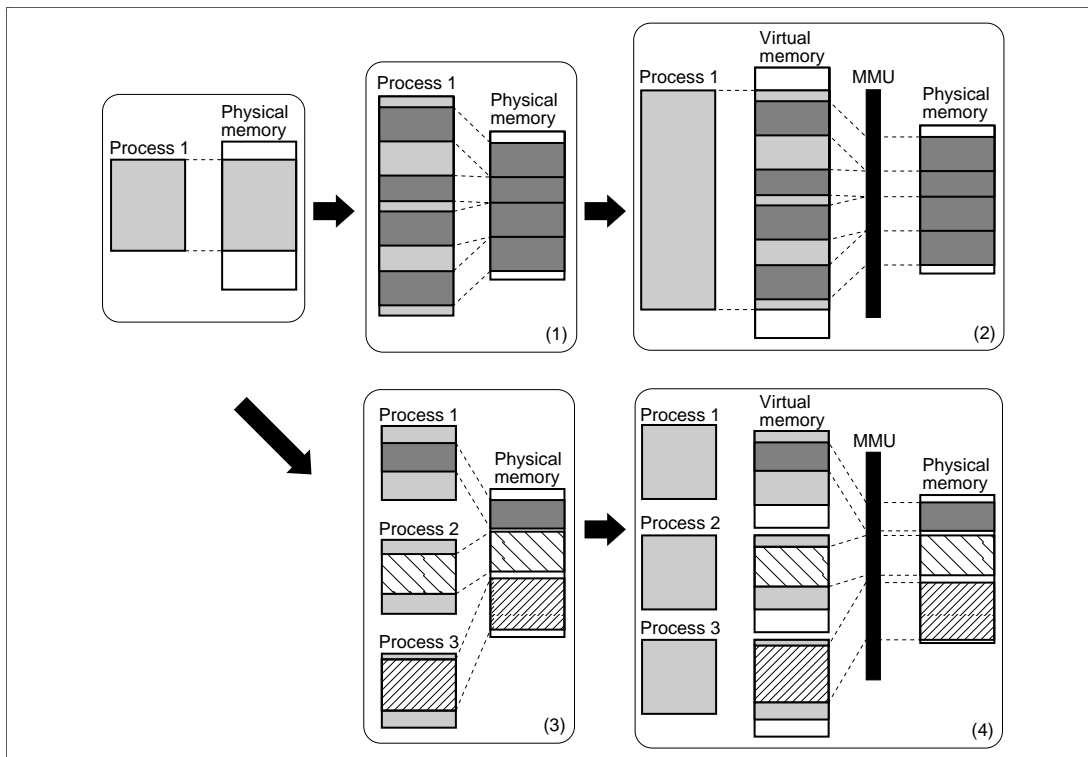 Process 1
Physical
memory
Process 1
Physical
memory
(1)
Process 1
Virtual
memory
MMU
Physical
memory
(2)
Process 1
Physical
memory
Process 2
Process 3
(3)
Process 1
Virtual
memory
MMU
Physical
memory
Process 2
Process 3
(4)